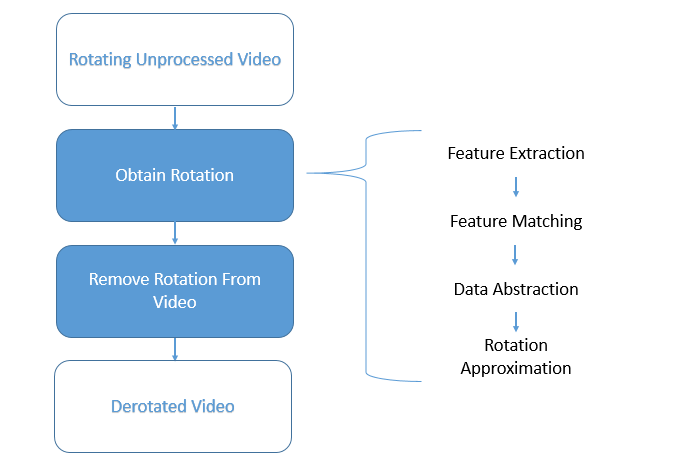 Rotating Unprocessed Video
Obtain Rotation
Remove Rotation From
Video
Derotated Video
Feature Extraction
Feature Matching
Data Abstraction
Rotation
Approximation